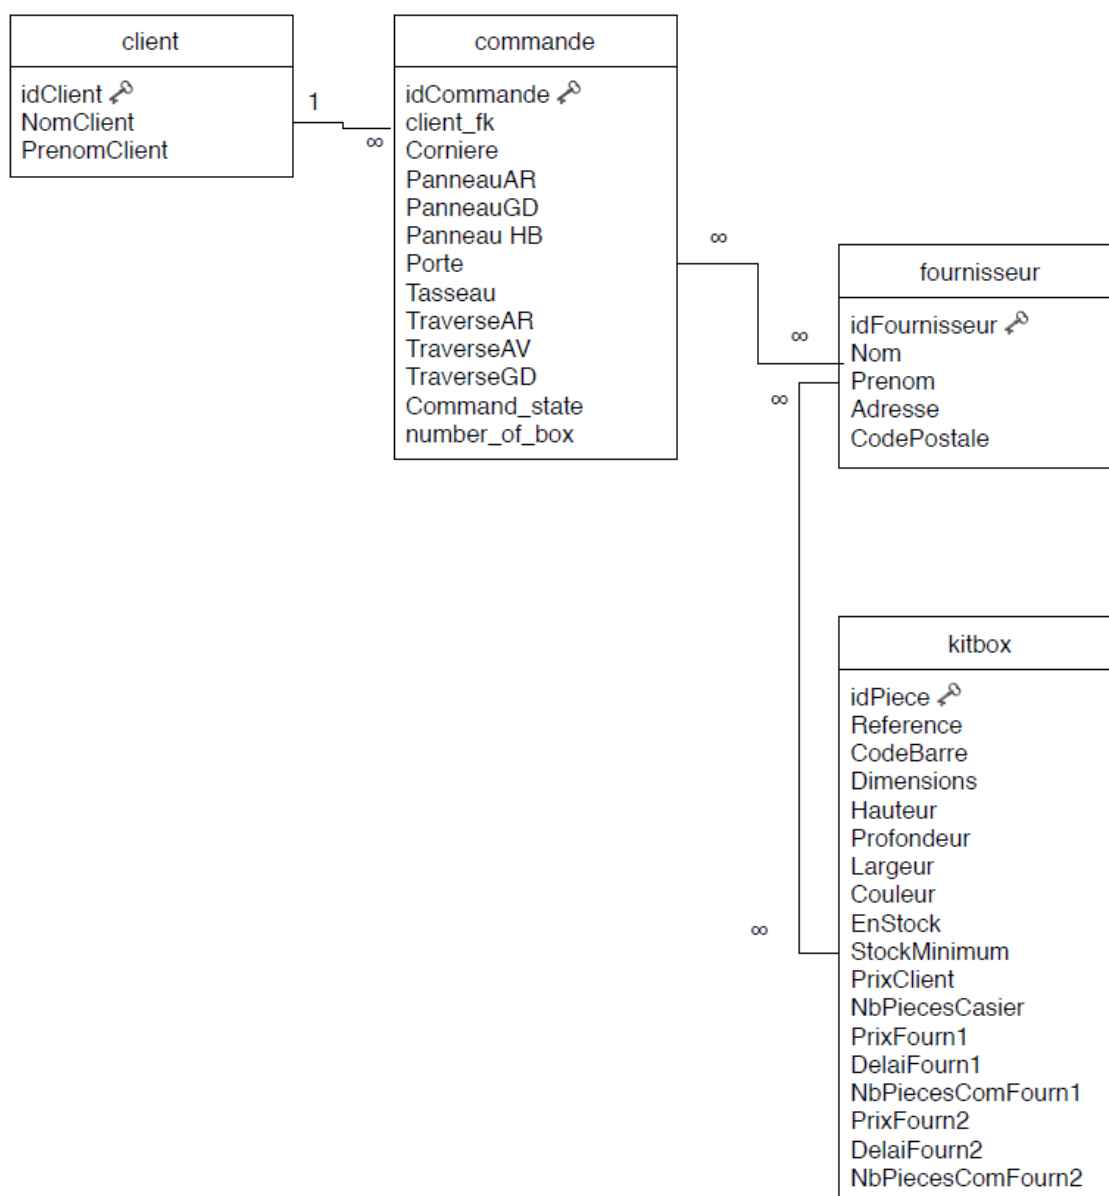 client
idClient
NomClient
PrenomClient
1
∞
commande
idCommande
client_fk
Corniere
PanneauAR
PanneauGD
Panneau HB
Porte
Tasseau
TraverseAR
TraverseAV
TraverseGD
Command_state
number_of_box
∞
∞
fournisseur
idFournisseur
Nom
Prenom
Adresse
CodePostale
∞
∞
kitbox
idPiece
Reference
CodeBarre
Dimensions
Hauteur
Profondeur
Largeur
Couleur
EnStock
StockMinimum
PrixClient
NbPiecesCasier
PrixFourn1
DelaiFourn1
NbPiecesComFourn1
PrixFourn2
DelaiFourn2
NbPiecesComFourn2